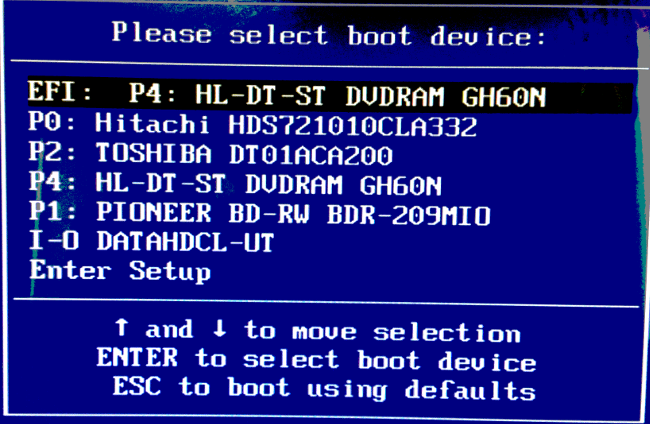 Please select boot device:
EFI: P4: HL-DT-ST DVDRAM GH60N
P0: Hitachi HDS721010CLA332
P2: TOSHIBA DT01ACA200
P4: HL-DT-ST DVDRAM GH60N
P1: PIONEER BD-RW BDR-209MIO
I-O DATAHDCL-UT
Enter Setup
↑ and ↓ to move selection
ENTER to select boot device
ESC to boot using defaults